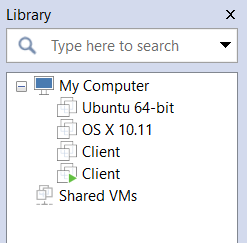 Library
Type here to search
My Computer
Ubuntu 64-bit
OS X 10.11
Client
Client
Shared VMs